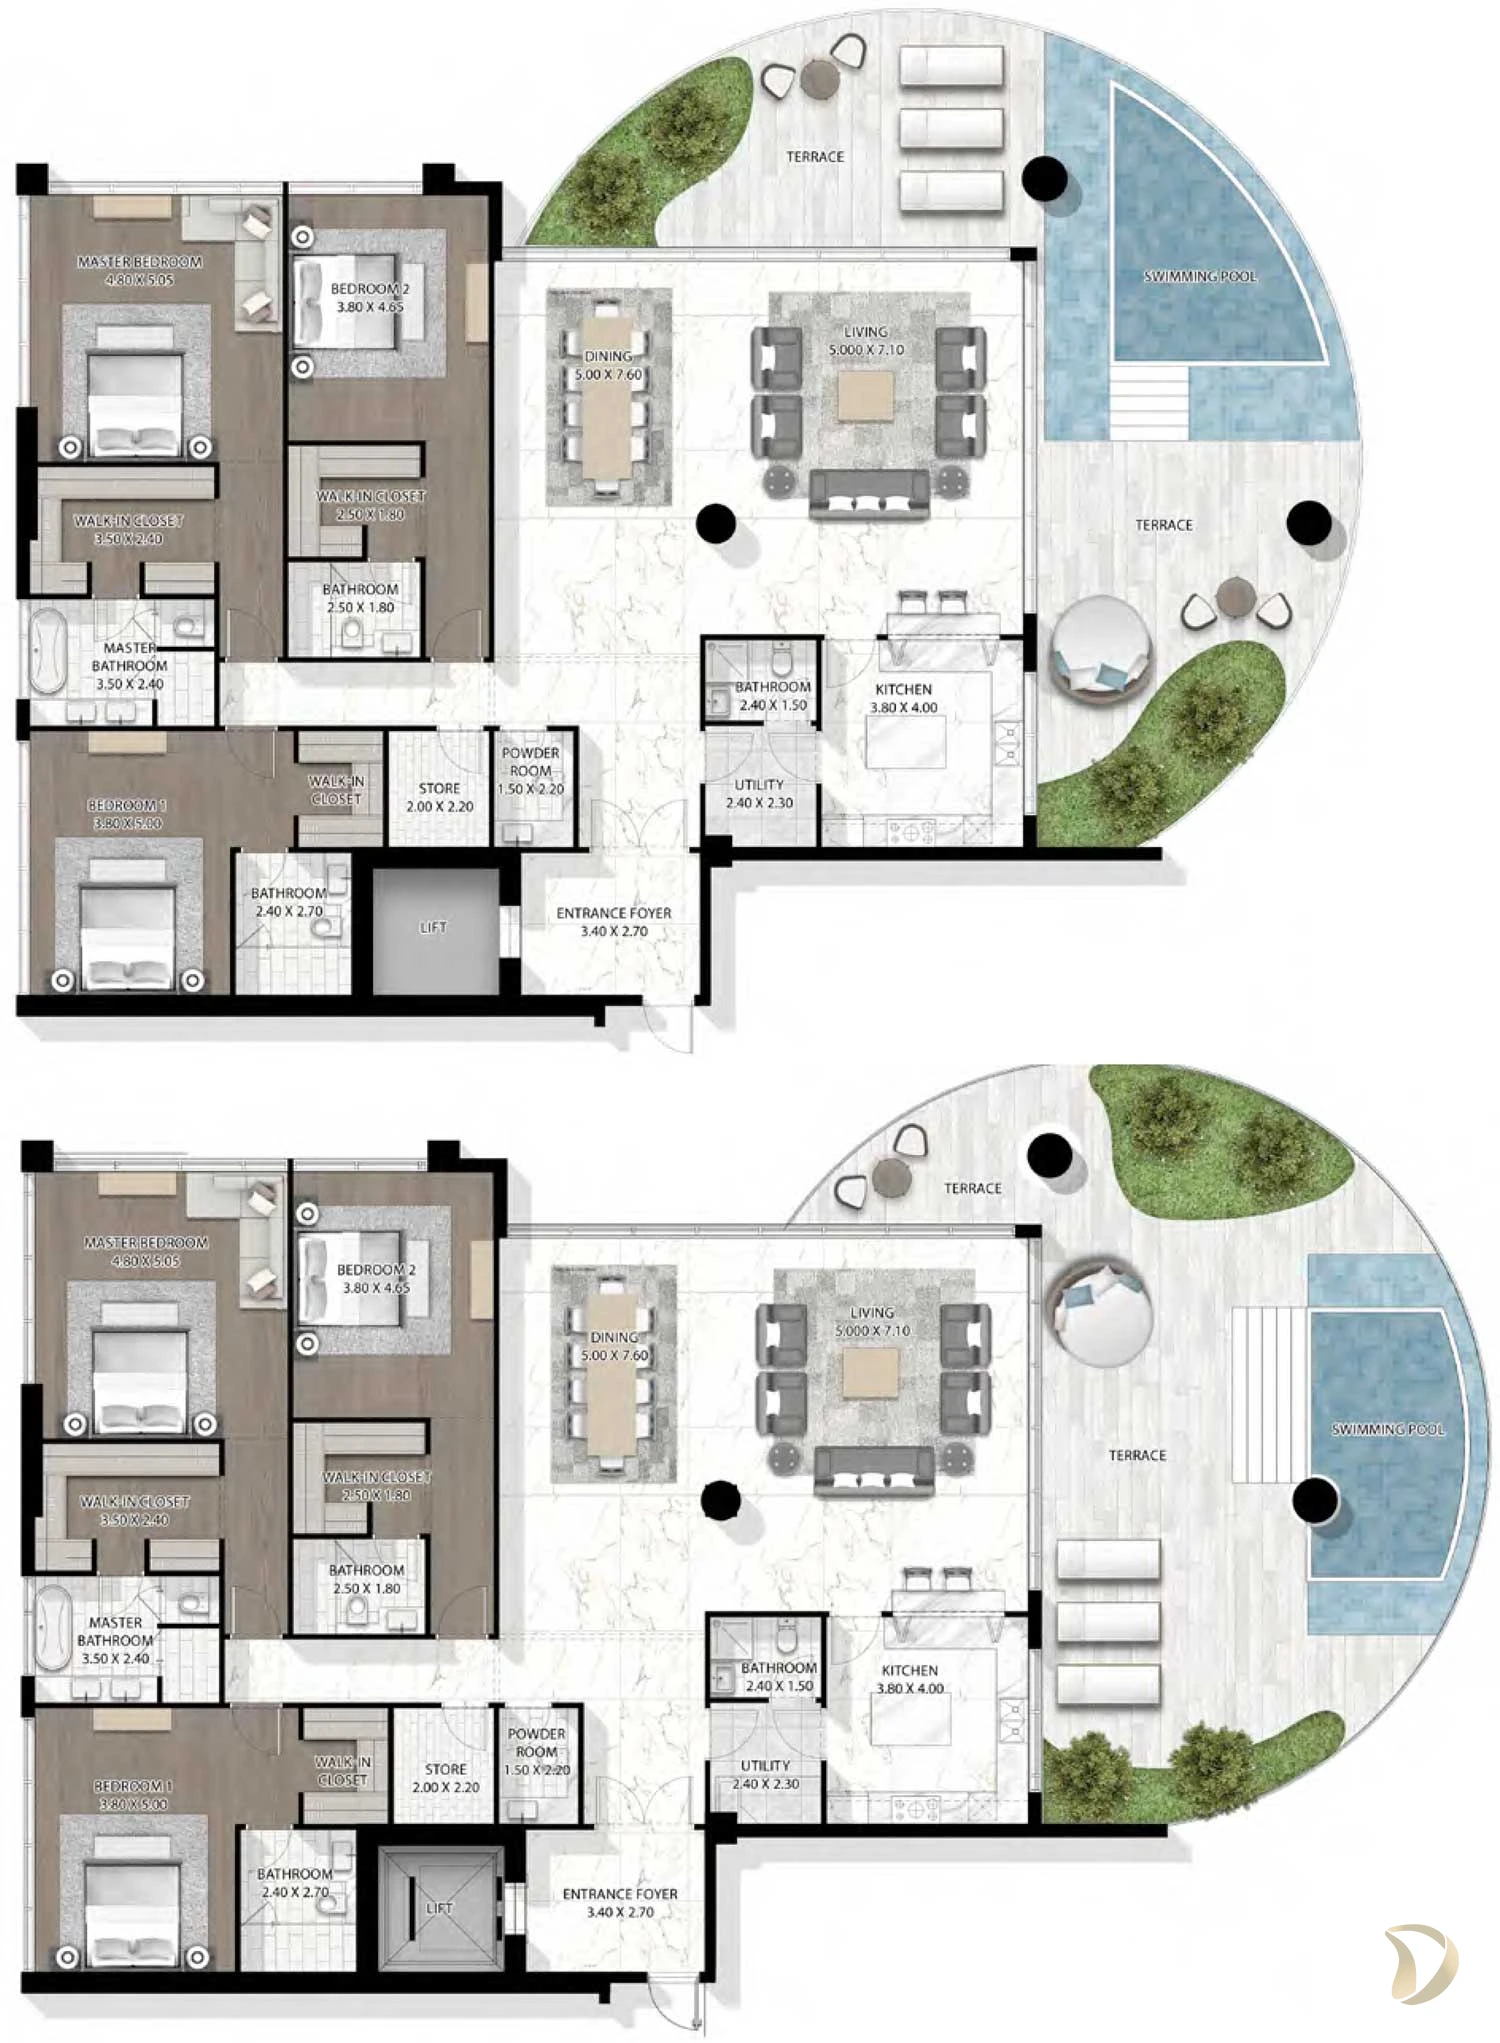 TERRACE
SWIMMING POOL
MASTER BEDROOM
4.80 X 5.05
BEDROOM 2
3.80 X 4.65
LIVING
5.000 X 7.10
DINING
5.00 X 7.60
WALK-IN CLOSET
3.50 X 2.40
WALK-IN CLOSET
2.50 X 1.80
TERRACE
BATHROOM
2.50 X 1.80
MASTER
BATHROOM
3.50 X 2.40
BATHROOM
2.40 X 1.50
KITCHEN
3.80 X 4.00
BEDROOM 1
3.80 X 5.00
WALK-IN
CLOSET
STORE
2.00 X 2.20
POWDER
ROOM
1.50 X 2.20
UTILITY
2.40 X 2.30
BATHROOM
2.40 X 2.70
LIFT
ENTRANCE FOYER
3.40 X 2.70
TERRACE
MASTER BEDROOM
4.80 X 5.05
BEDROOM 2
3.80 X 4.65
LIVING
5.000 X 7.10
DINING
5.00 X 7.60
SWIMMING POOL
TERRACE
WALK-IN CLOSET
3.50 X 2.40
WALK-IN CLOSET
2.50 X 1.80
BATHROOM
2.50 X 1.80
MASTER
BATHROOM
3.50 X 2.40
BATHROOM
2.40 X 1.50
KITCHEN
3.80 X 4.00
BEDROOM 1
3.80 X 5.00
WALK-IN
CLOSET
STORE
2.00 X 2.20
POWDER
ROOM
1.50 X 2.20
UTILITY
2.40 X 2.30
BATHROOM
2.40 X 2.70
LIFT
ENTRANCE FOYER
3.40 X 2.70